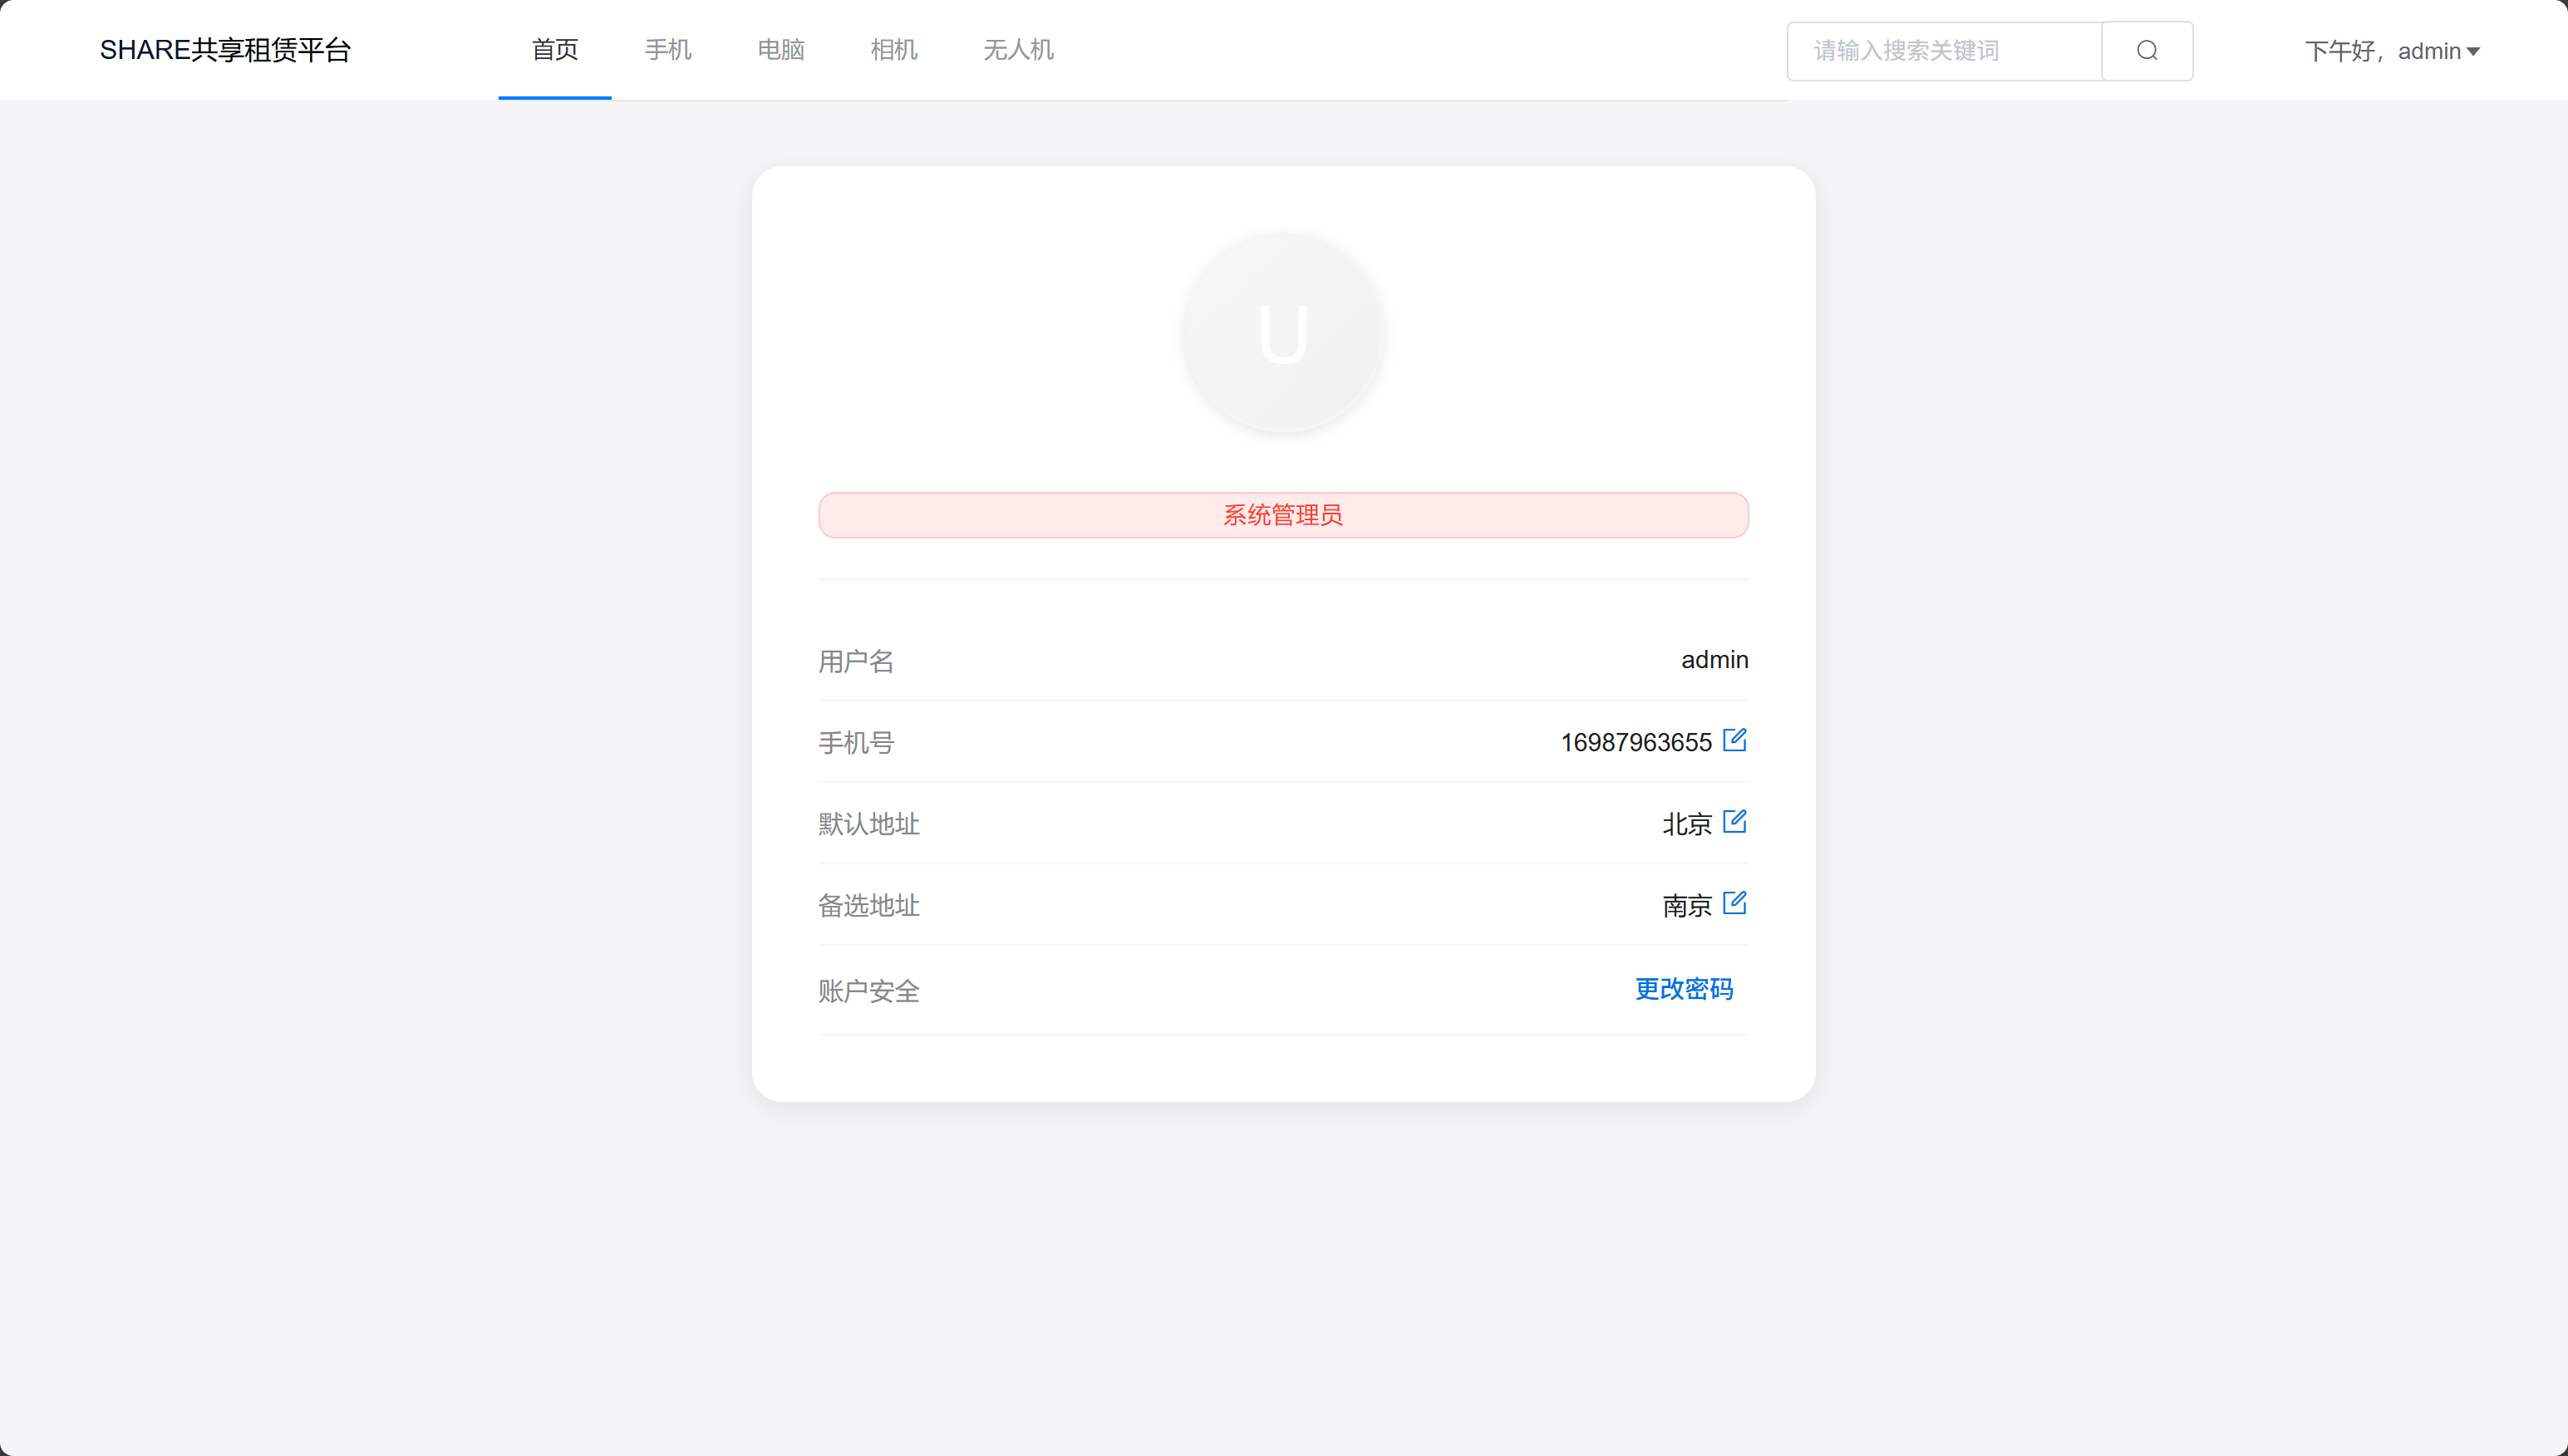 SHARE共享租赁平台 首页 手机 电脑 相机 无人机 请输入搜索关键词 下午好，admin
U
系统管理员
用户名 admin
手机号 16987963655
默认地址 北京
备选地址 南京
账户安全 更改密码